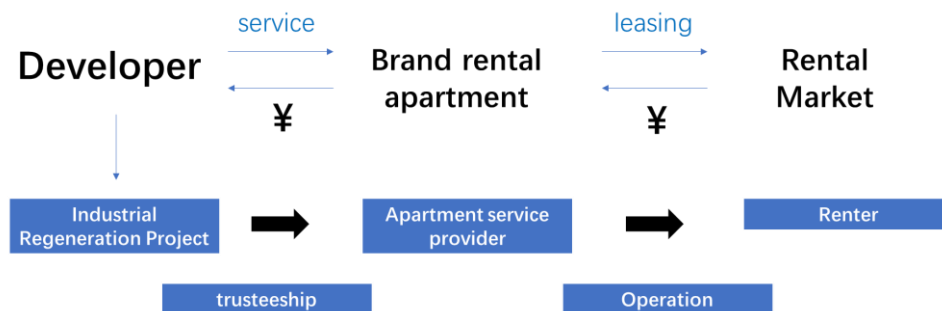 service
leasing
Developer
Brand rental
apartment
Rental
Market
¥
¥
Industrial
Regeneration Project
Apartment service
provider
Renter
trusteeship
Operation